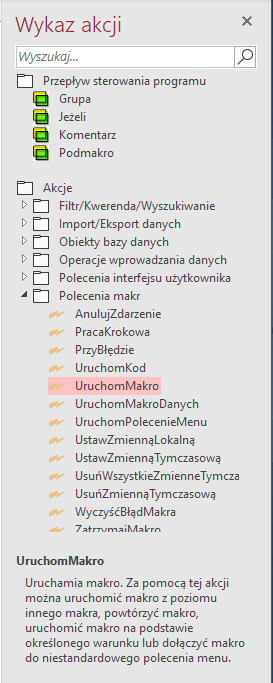 Wykaz akcji
Wyszukaj...
Przepływ sterowania programu
Grupa
Jeżeli
Komentarz
Podmakro
Akcje
Filtr/Kwerenda/Wyszukiwanie
Import/Eksport danych
Obiekty bazy danych
Operacje wprowadzania danych
Polecenia interfejsu użytkownika
Polecenia makr
AnulujZdarzenie
PracaKrokowa
PrzyBłędzie
UruchomKod
UruchomMakro
UruchomMakroDanych
UruchomPolecenieMenu
UstawZmiennąLokalną
UstawZmiennąTymczasową
UsuńWszystkieZmienneTymcza
UsuńZmiennąTymczasową
WyczyśćBłądMakra
ZatrzymajMakro
UruchomMakro
Uruchamia makro. Za pomocą tej akcji
można uruchomić makro z poziomu
innego makra, powtórzyć makro,
uruchomić makro na podstawie
określonego warunku lub dołączyć makro
do niestandardowego polecenia menu.